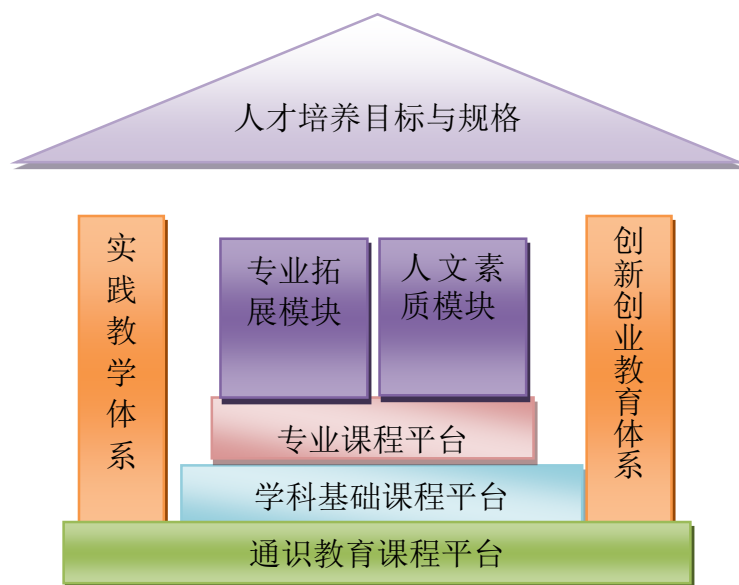 人才培养目标与规格
实践教学体系
专业拓
展模块
人文素
质模块
创新创业教育体系
专业课程平台
学科基础课程平台
通识教育课程平台